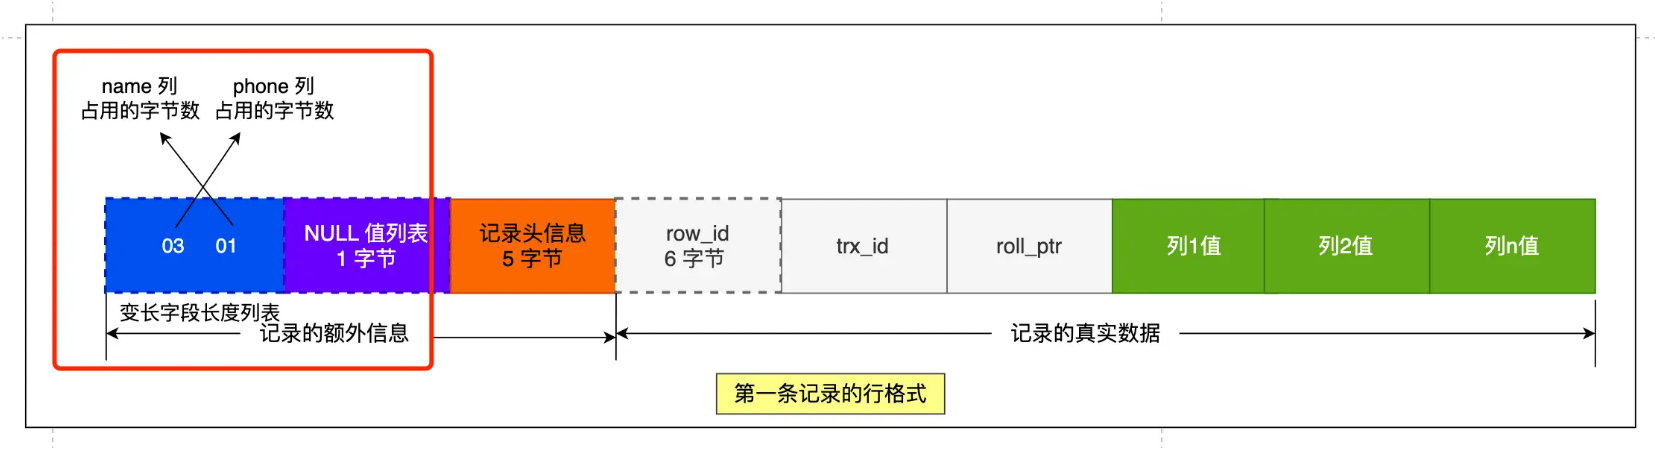 name 列
占用的字节数
phone 列
占用的字节数
03 01
NULL 值列表
1 字节
记录头信息
5 字节
row_id
6 字节
trx_id
roll_ptr
列1值
列2值
列n值
变长字段长度列表
记录的额外信息
记录的真实数据
第一条记录的行格式